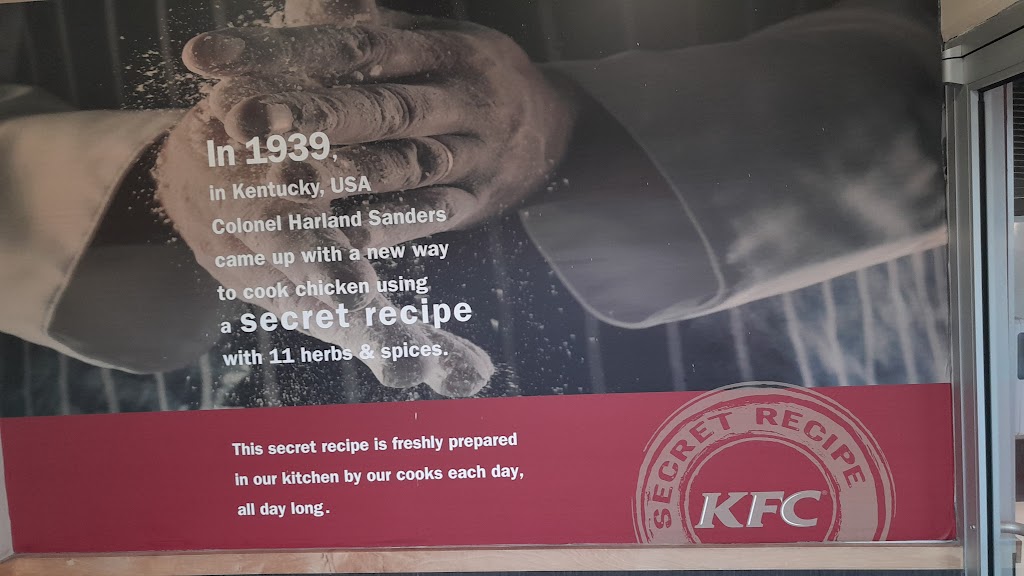 In 1939,
in Kentucky, USA
Colonel Harland Sanders
came up with a new way
to cook chicken using
a secret recipe
with 11 herbs & spices.
This secret recipe is freshly prepared
in our kitchen by our cooks each day,
all day long.
SECRET RECIPE
KFC